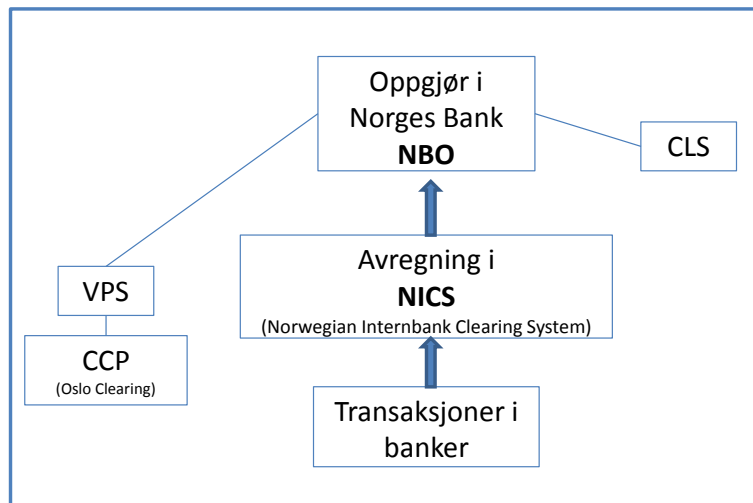 Oppgjør i
Norges Bank
NBO
CLS
Avregning i
NICS
(Norwegian Internbank Clearing System)
VPS
CCP
(Oslo Clearing)
Transaksjoner i
banker